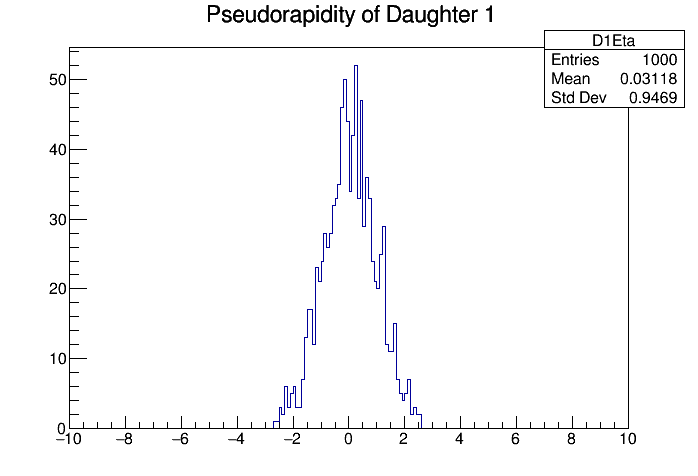 Pseudorapidity of Daughter 1
D1Eta
Entries 1000
Mean 0.03118
Std Dev 0.9469
50
40
30
20
10
0
−10 −8 −6 −4 −2 0 2 4 6 8 10